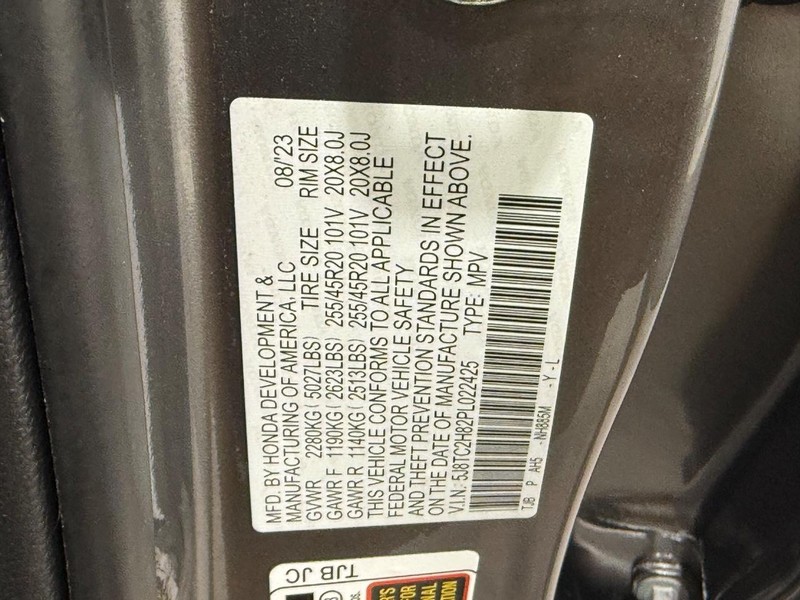 MFD. BY HONDA DEVELOPMENT &
MANUFACTURING OF AMERICA, LLC 08/'23
GVWR 2280KG ( 5027LBS) TIRE SIZE RIM SIZE
GAWR F 1190KG ( 2623LBS) 255/45R20 101V 20X8.0J
GAWR R 1140KG ( 2513LBS) 255/45R20 101V 20X8.0J
THIS VEHICLE CONFORMS TO ALL APPLICABLE
FEDERAL MOTOR VEHICLE SAFETY
AND THEFT PREVENTION STANDARDS IN EFFECT
ON THE DATE OF MANUFACTURE SHOWN ABOVE.
V.I.N: 5J8TC2H82PL022425 TYPE: MPV
TJB P AH5 -NH885M -Y-L
TJB JC